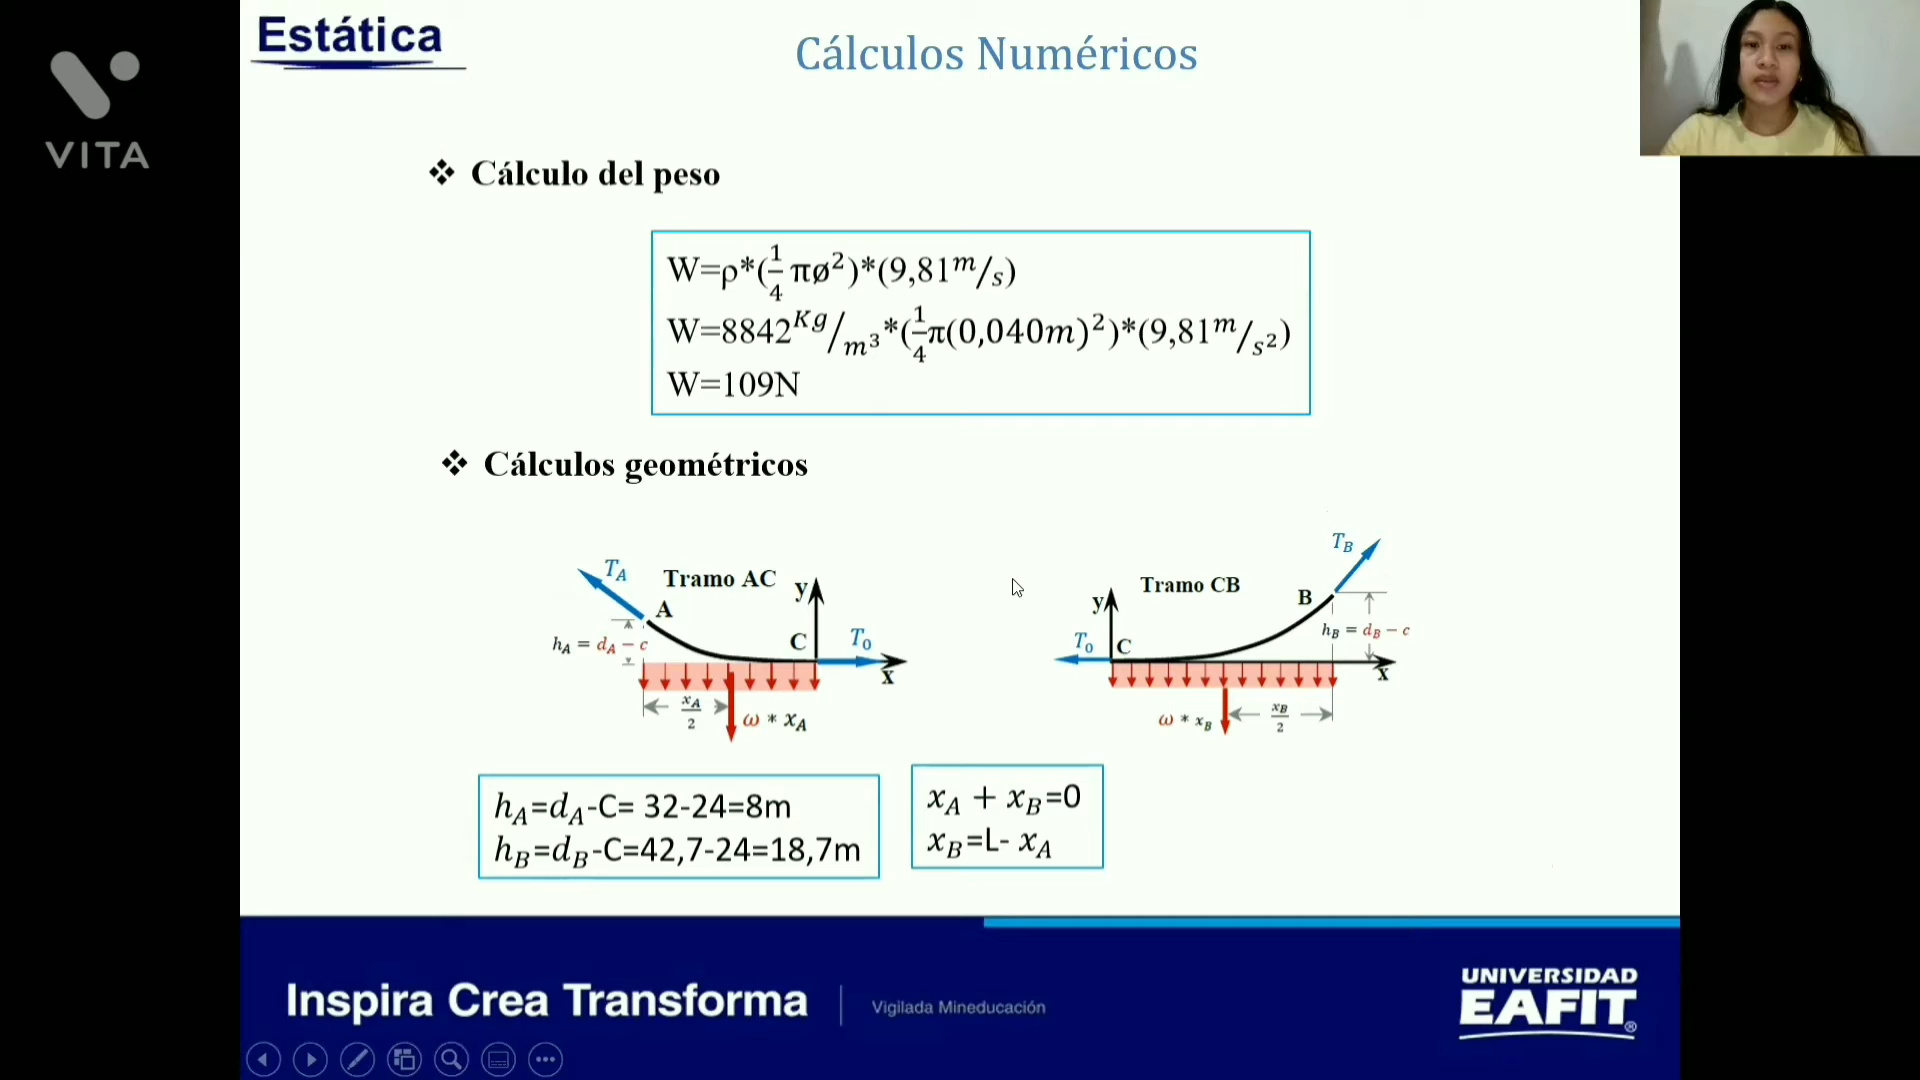 VITA
Estática
Cálculos Numéricos
❖ Cálculo del peso
W=ρ*(1/4 πø²)*(9,81 m/s)
W=8842 Kg/m³*(1/4 π(0,040m)²)*(9,81 m/s²)
W=109N
❖ Cálculos geométricos
T_A
Tramo AC
y
A
C
T₀
h_A = d_A − c
x
x_A/2
ω * x_A
T_B
Tramo CB
y
B
T₀
C
h_B = d_B − c
x
ω * x_B
x_B/2
h_A=d_A-C= 32-24=8m
h_B=d_B-C=42,7-24=18,7m
x_A + x_B=0
x_B=L- x_A
Inspira Crea Transforma
Vigilada Mineducación
UNIVERSIDAD
EAFIT®